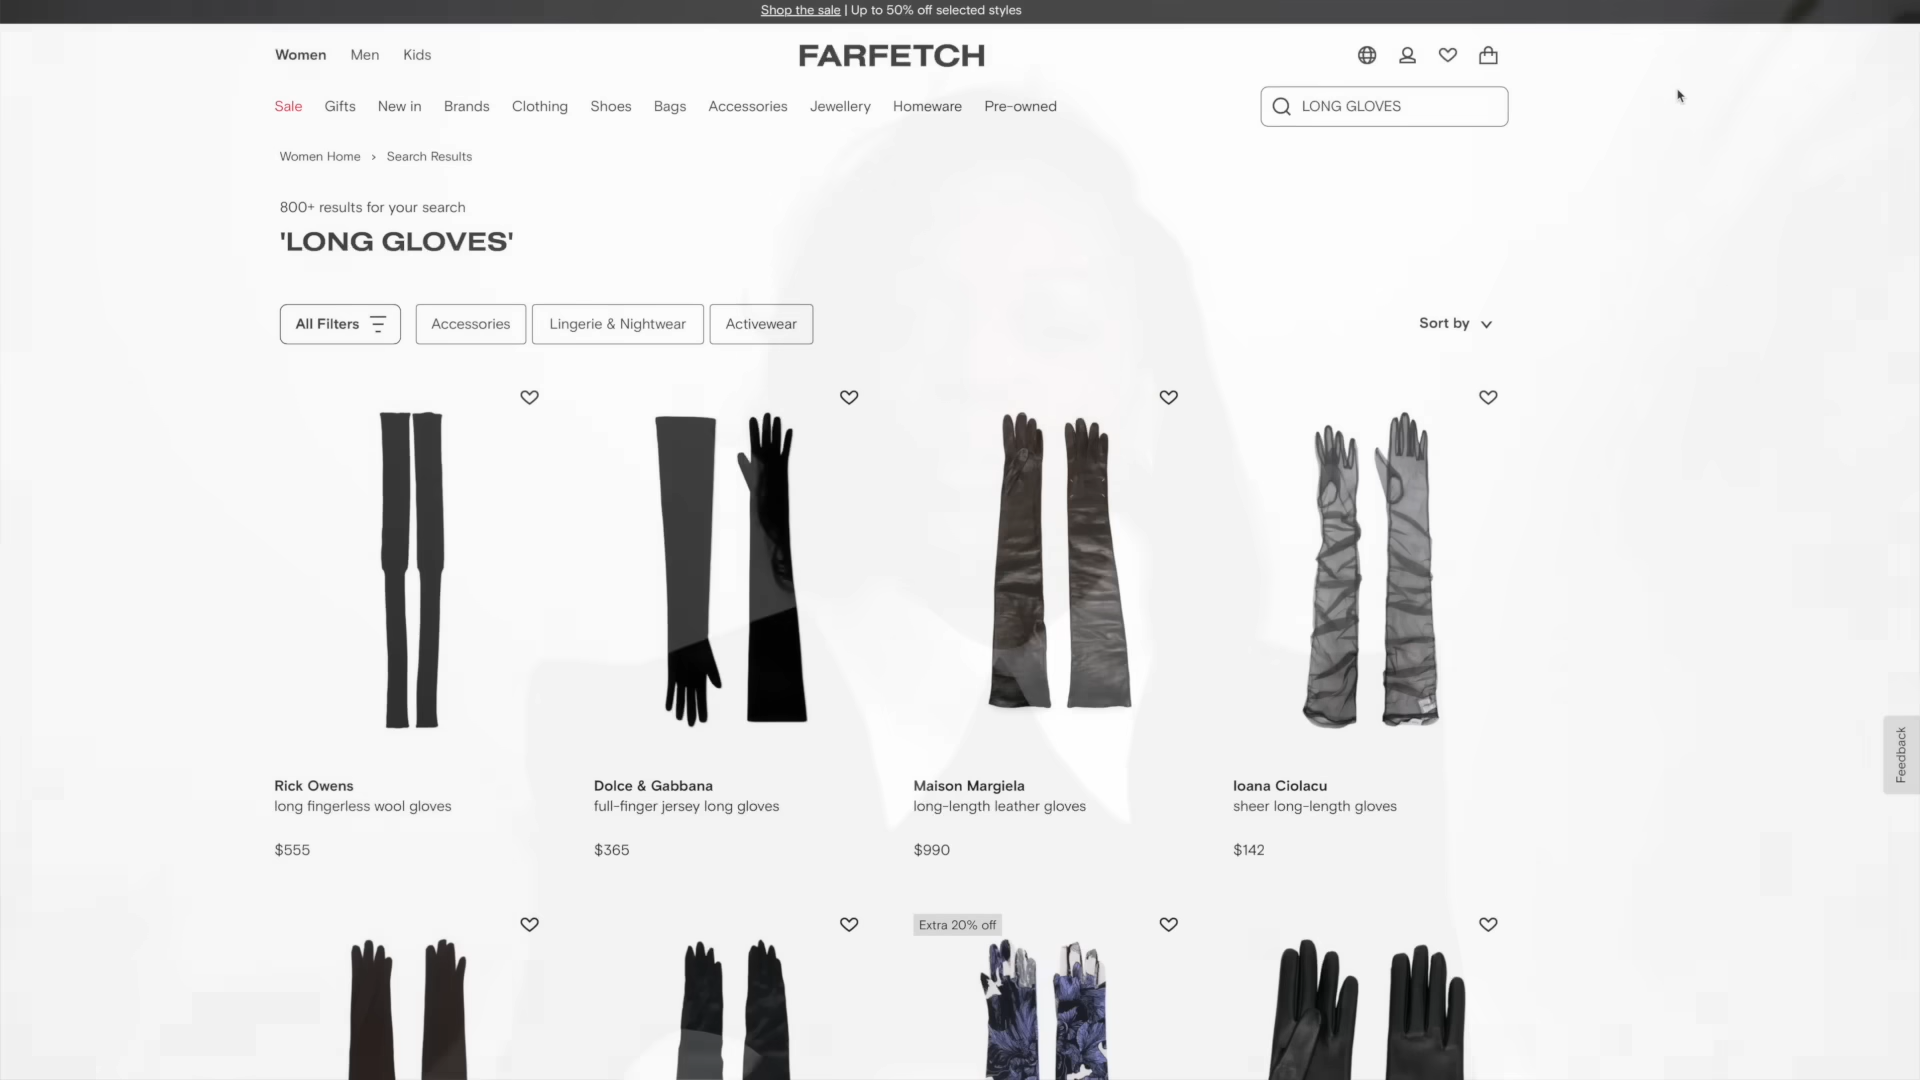 Shop the sale | Up to 50% off selected styles
Women Men Kids
FARFETCH
Sale Gifts New in Brands Clothing Shoes Bags Accessories Jewellery Homeware Pre-owned
LONG GLOVES
Women Home > Search Results
800+ results for your search
'LONG GLOVES'
All Filters Accessories Lingerie & Nightwear Activewear
Sort by
Rick Owens
long fingerless wool gloves
$555
Dolce & Gabbana
full-finger jersey long gloves
$365
Maison Margiela
long-length leather gloves
$990
Ioana Ciolacu
sheer long-length gloves
$142
Feedback
Extra 20% off